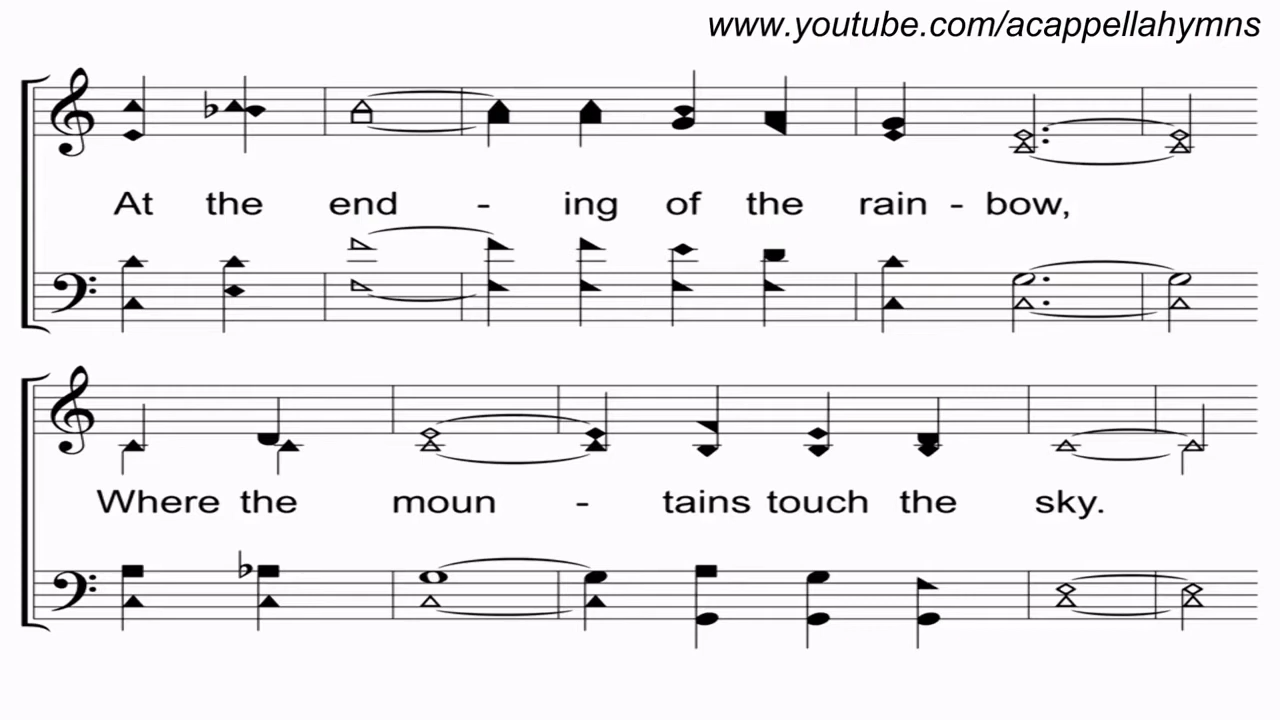 www.youtube.com/acappellahymns
At the end - ing of the rain - bow,
Where the moun - tains touch the sky.